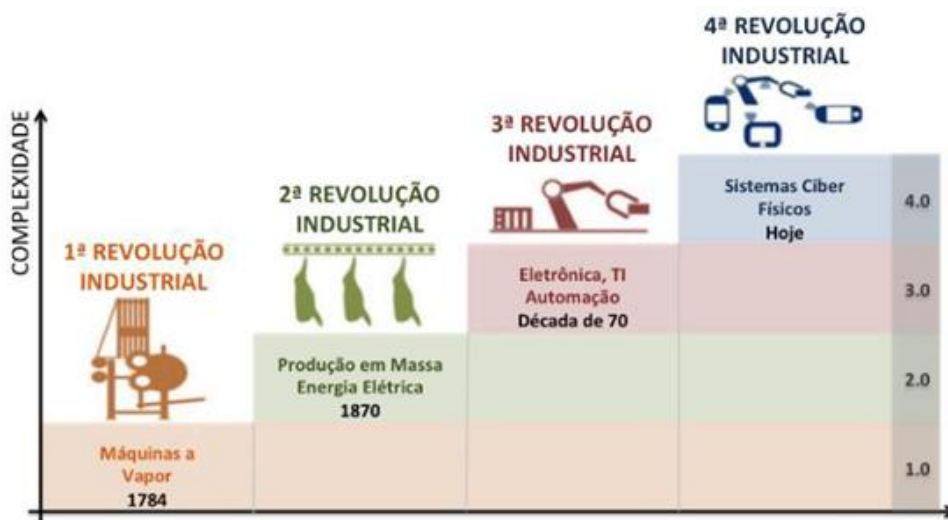 COMPLEXIDADE
1ª REVOLUÇÃO
INDUSTRIAL
Máquinas a
Vapor
1784
2ª REVOLUÇÃO
INDUSTRIAL
Produção em Massa
Energia Elétrica
1870
3ª REVOLUÇÃO
INDUSTRIAL
Eletrônica, TI
Automação
Década de 70
4ª REVOLUÇÃO
INDUSTRIAL
Sistemas Ciber
Físicos
Hoje
4.0
3.0
2.0
1.0